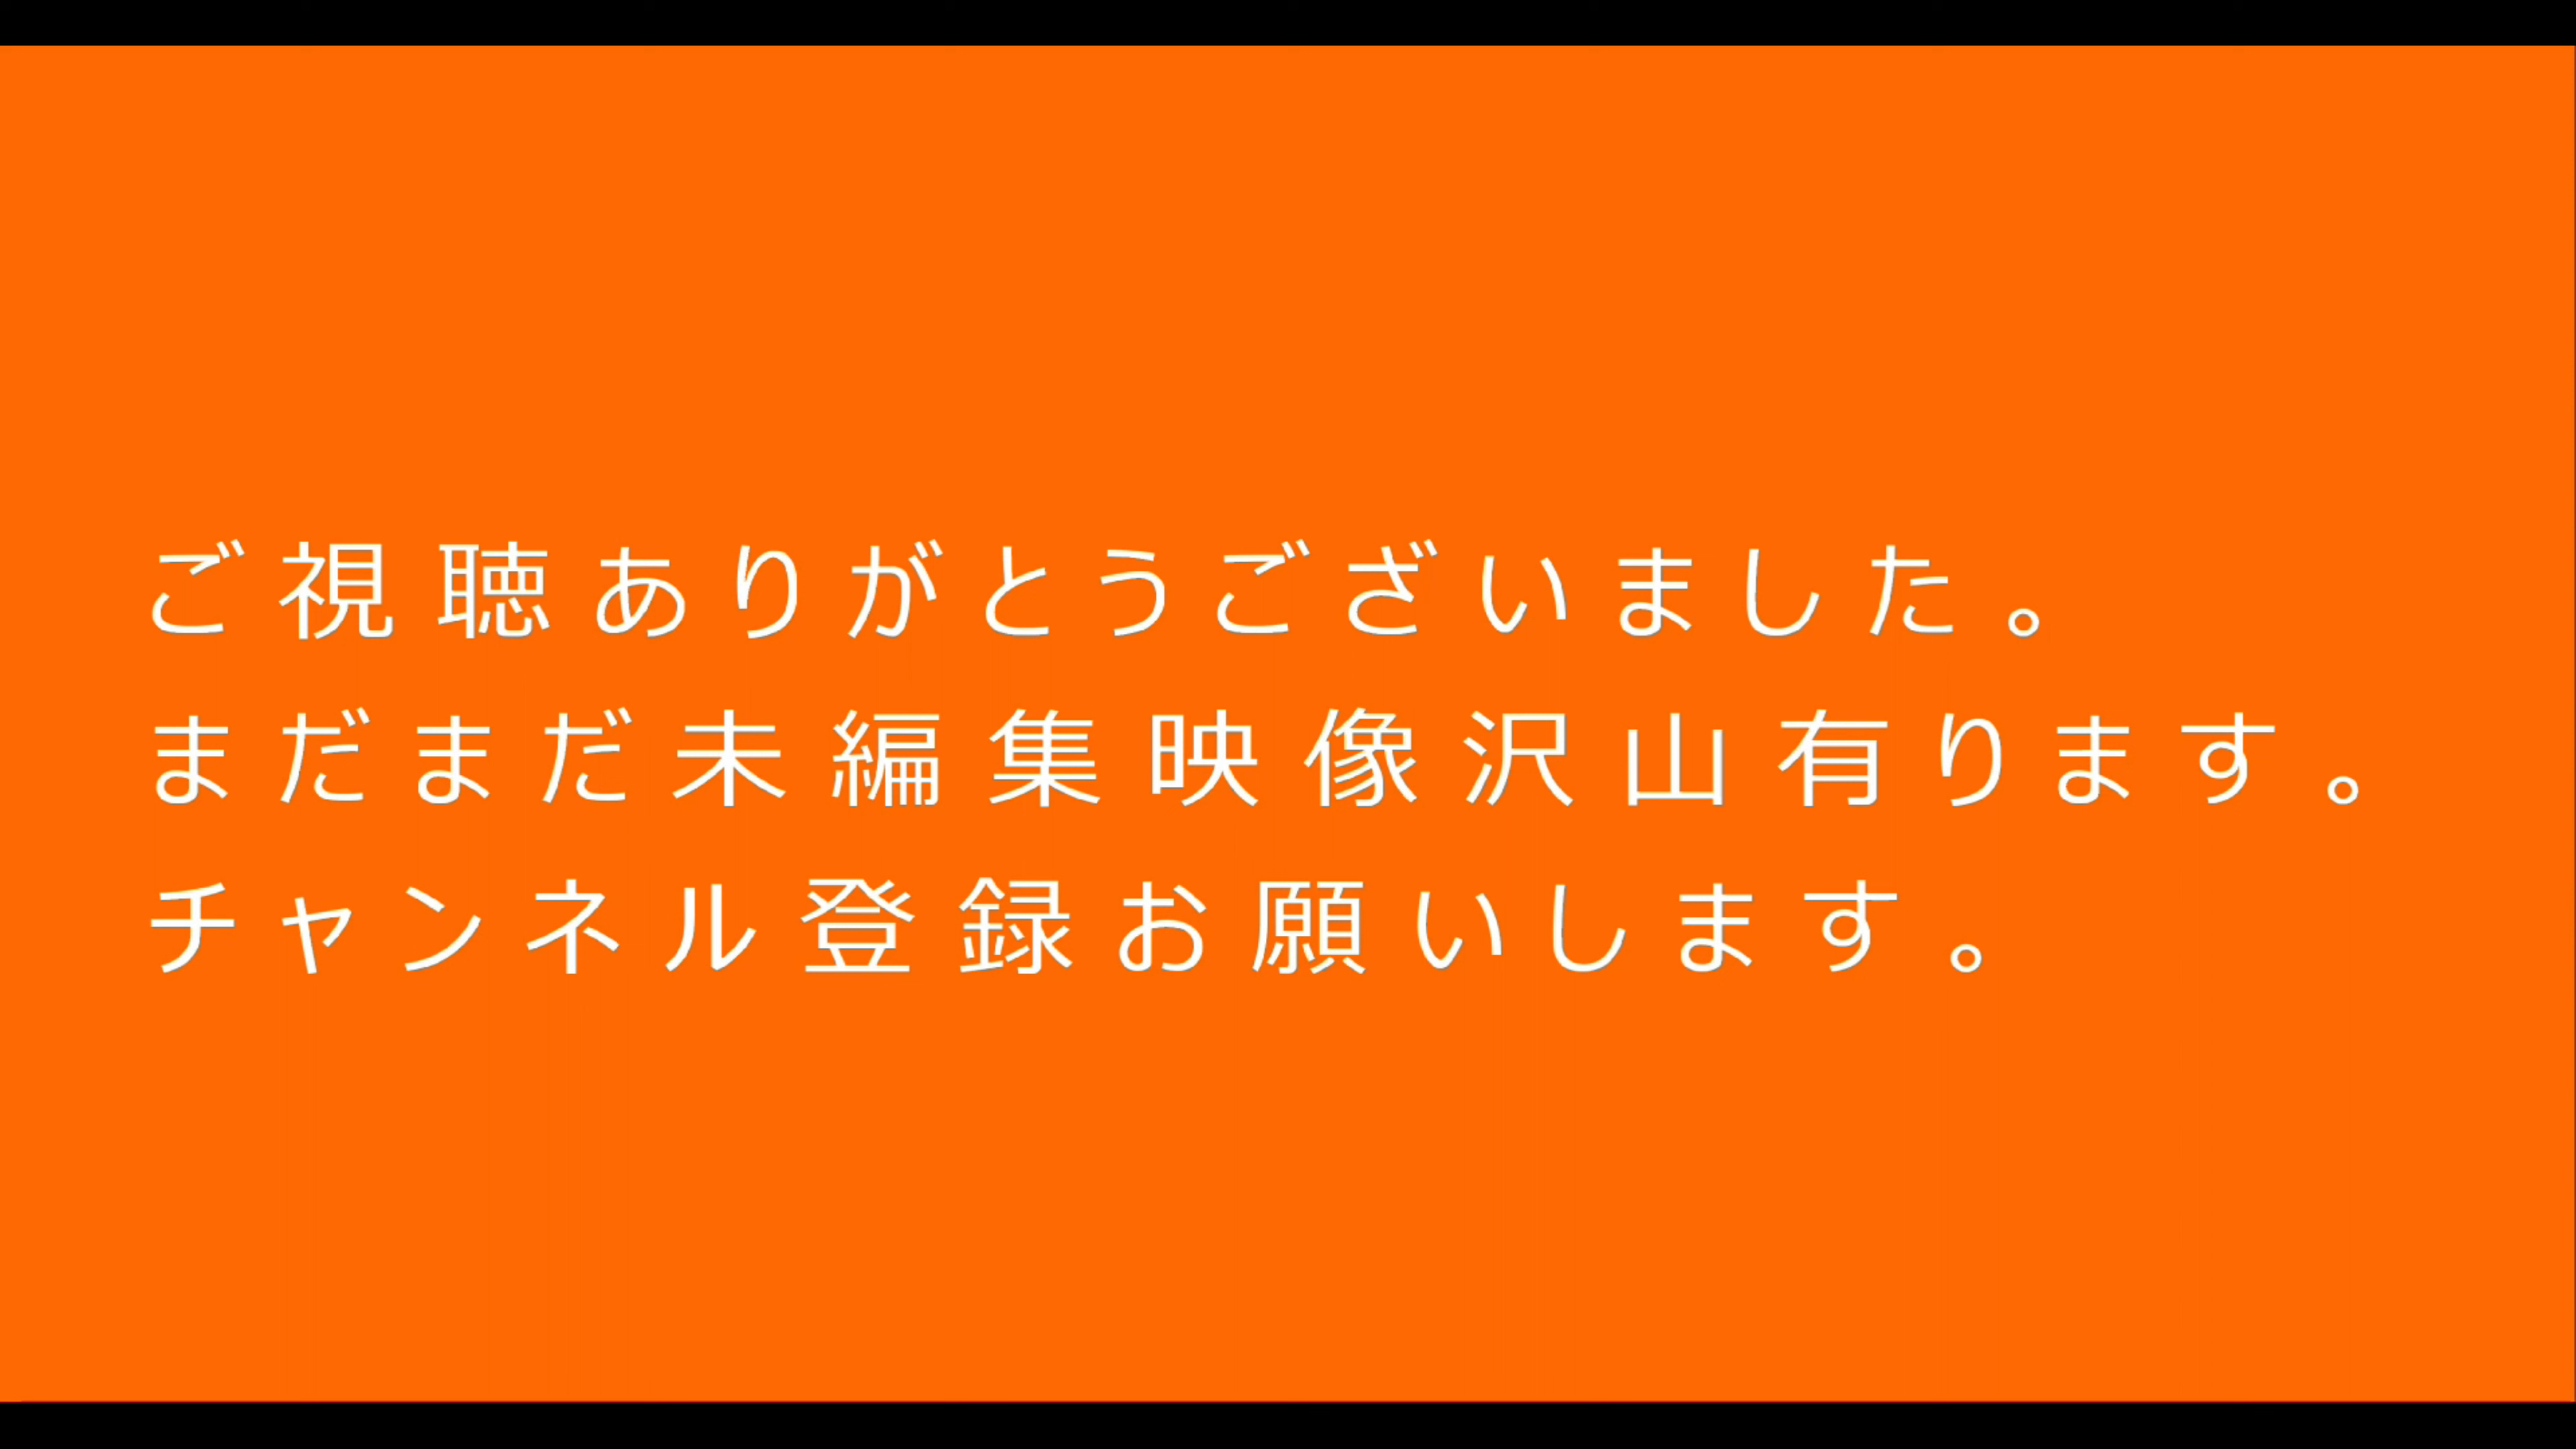 ご視聴ありがとうございました。
まだまだ未編集映像沢山有ります。
チャンネル登録お願いします。